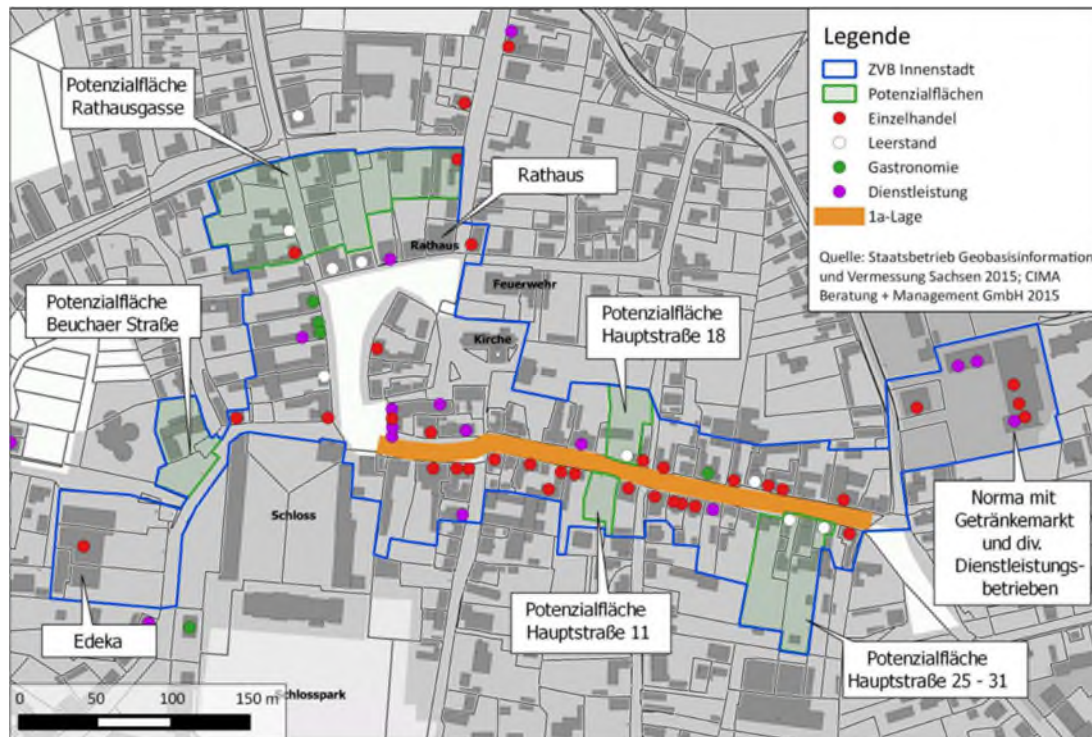 Potenzialfläche
Rathausgasse
Rathaus
Rathaus
Feuerwehr
Kirche
Potenzialfläche
Hauptstraße 18
Potenzialfläche
Beuchaer Straße
Schloss
Edeka
Schlosspark
Potenzialfläche
Hauptstraße 11
Potenzialfläche
Hauptstraße 25 - 31
Norma mit
Getränkemarkt
und div.
Dienstleistungs-
betrieben
Legende
ZVB Innenstadt
Potenzialflächen
Einzelhandel
Leerstand
Gastronomie
Dienstleistung
1a-Lage
Quelle: Staatsbetrieb Geobasisinformation
und Vermessung Sachsen 2015; CIMA
Beratung + Management GmbH 2015
0 50 100 150 m